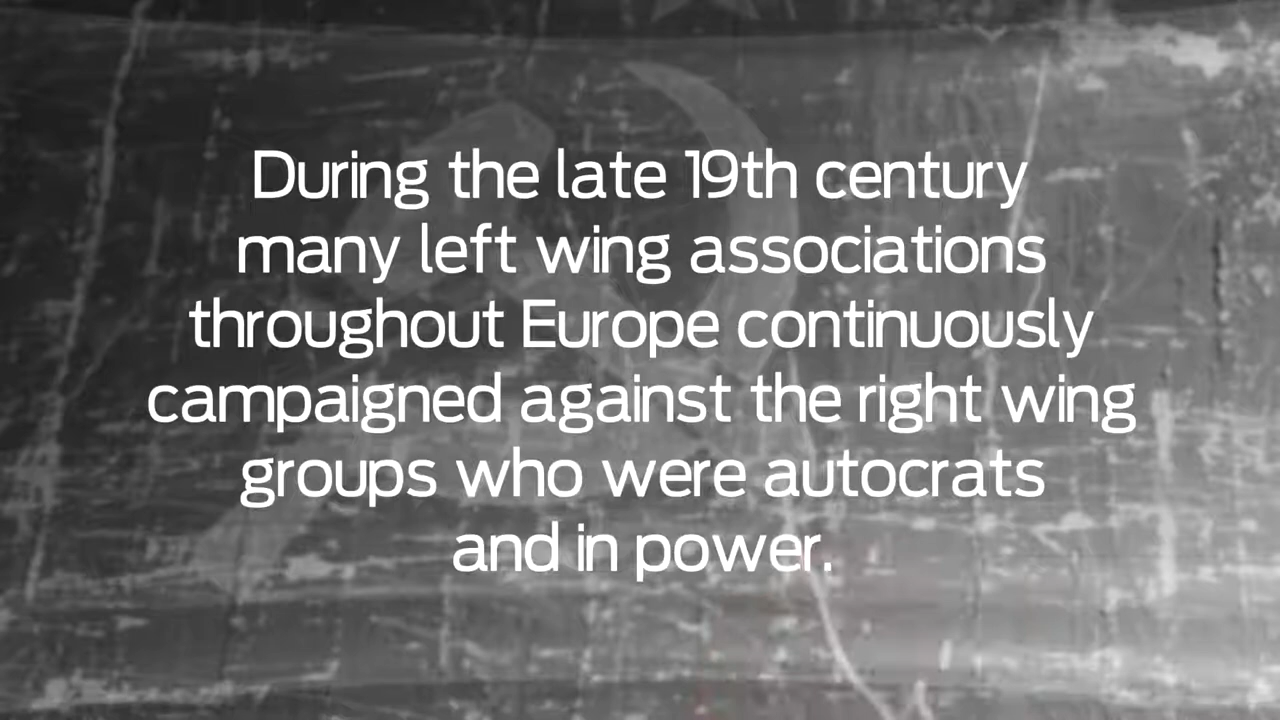 During the late 19th century
many left wing associations
throughout Europe continuously
campaigned against the right wing
groups who were autocrats
and in power.